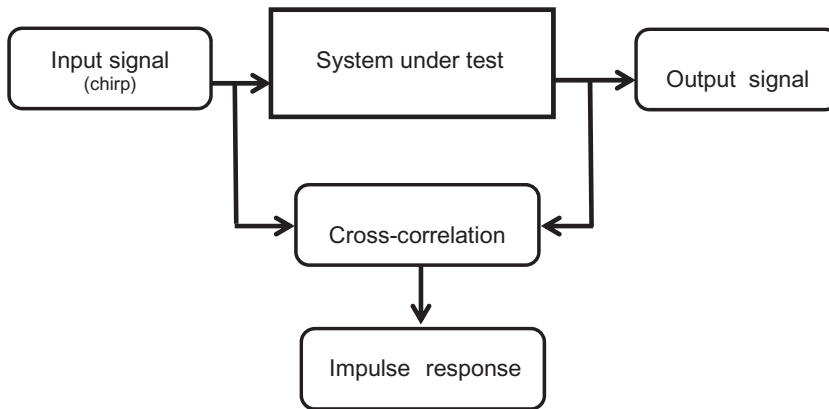 Input signal
(chirp)
System under test
Output signal
Cross-correlation
Impulse response